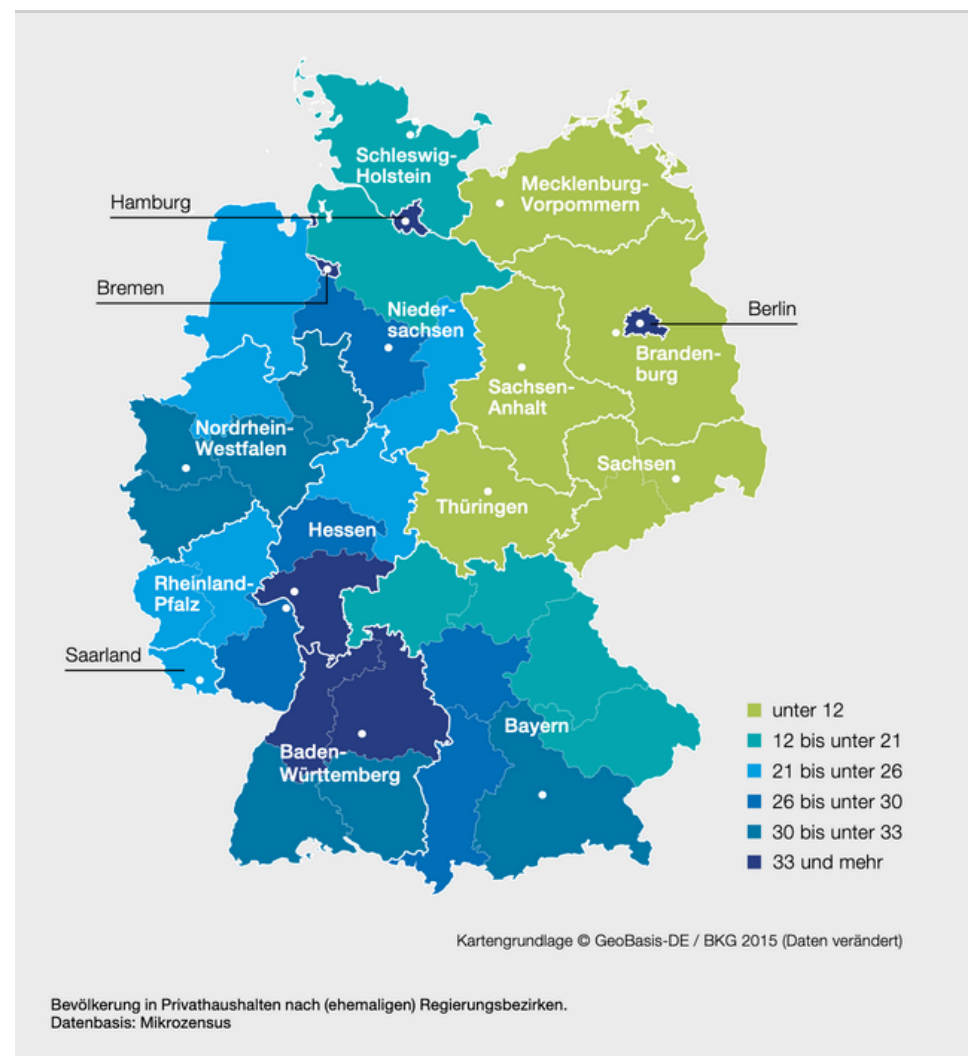 Schleswig-
Holstein
Mecklenburg-
Vorpommern
Hamburg
Bremen
Nieder-
sachsen
Berlin
Branden-
burg
Sachsen-
Anhalt
Nordrhein-
Westfalen
Sachsen
Thüringen
Hessen
Rheinland-
Pfalz
Saarland
Bayern
Baden-
Württemberg
unter 12
12 bis unter 21
21 bis unter 26
26 bis unter 30
30 bis unter 33
33 und mehr
Kartengrundlage © GeoBasis-DE / BKG 2015 (Daten verändert)
Bevölkerung in Privathaushalten nach (ehemaligen) Regierungsbezirken.
Datenbasis: Mikrozensus